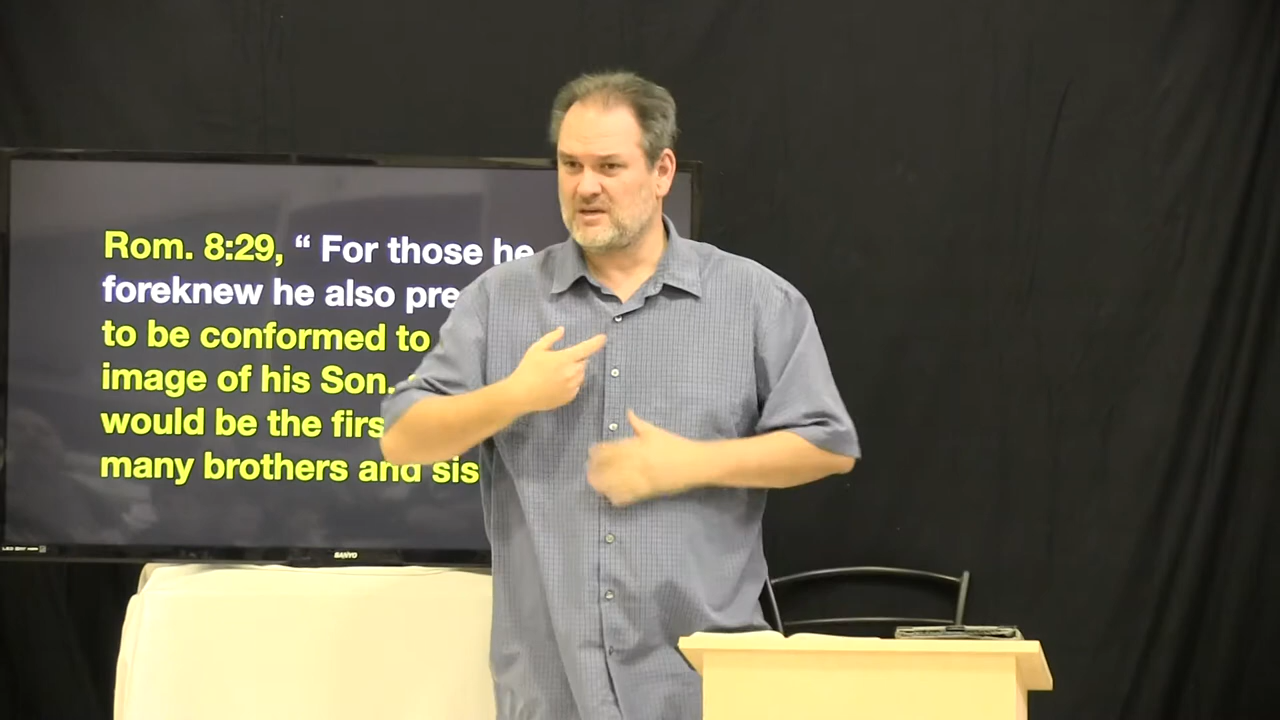 Rom. 8:29, “ For those he
foreknew he also pre
to be conformed to
image of his Son,
would be the firs
many brothers and sis
SANYO